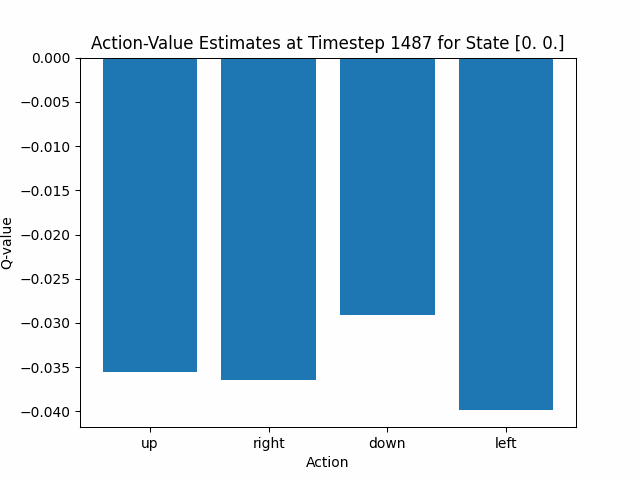 Action-Value Estimates at Timestep 1487 for State [0. 0.]
0.000
−0.005
−0.010
−0.015
−0.020
−0.025
−0.030
−0.035
−0.040
Q-value
up right down left
Action